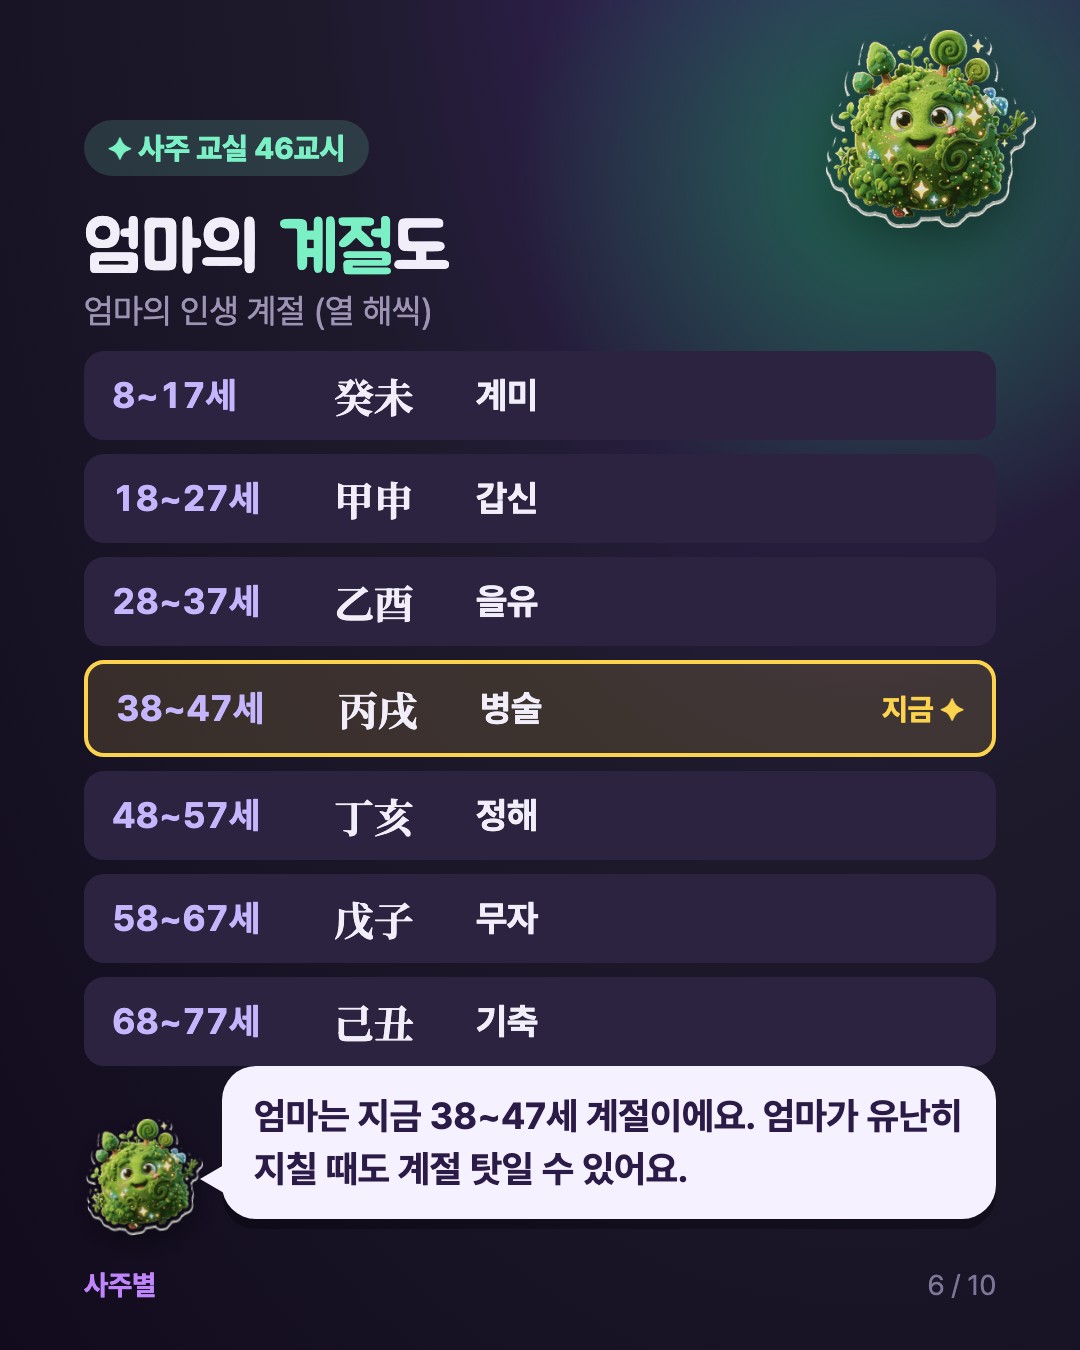 ✦ 사주 교실 46교시
엄마의 계절도
엄마의 인생 계절 (열 해씩)
8~17세 癸未 계미
18~27세 甲申 갑신
28~37세 乙酉 을유
38~47세 丙戌 병술 지금 ✦
48~57세 丁亥 정해
58~67세 戊子 무자
68~77세 己丑 기축
엄마는 지금 38~47세 계절이에요. 엄마가 유난히
지칠 때도 계절 탓일 수 있어요.
사주별
6 / 10